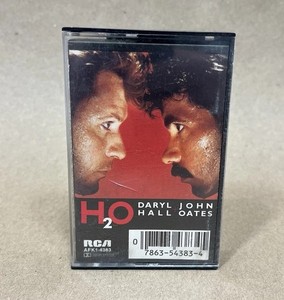 H2O
DARYL JOHN
HALL OATES
RCA
AFK1-4383
0 7863-54383-4